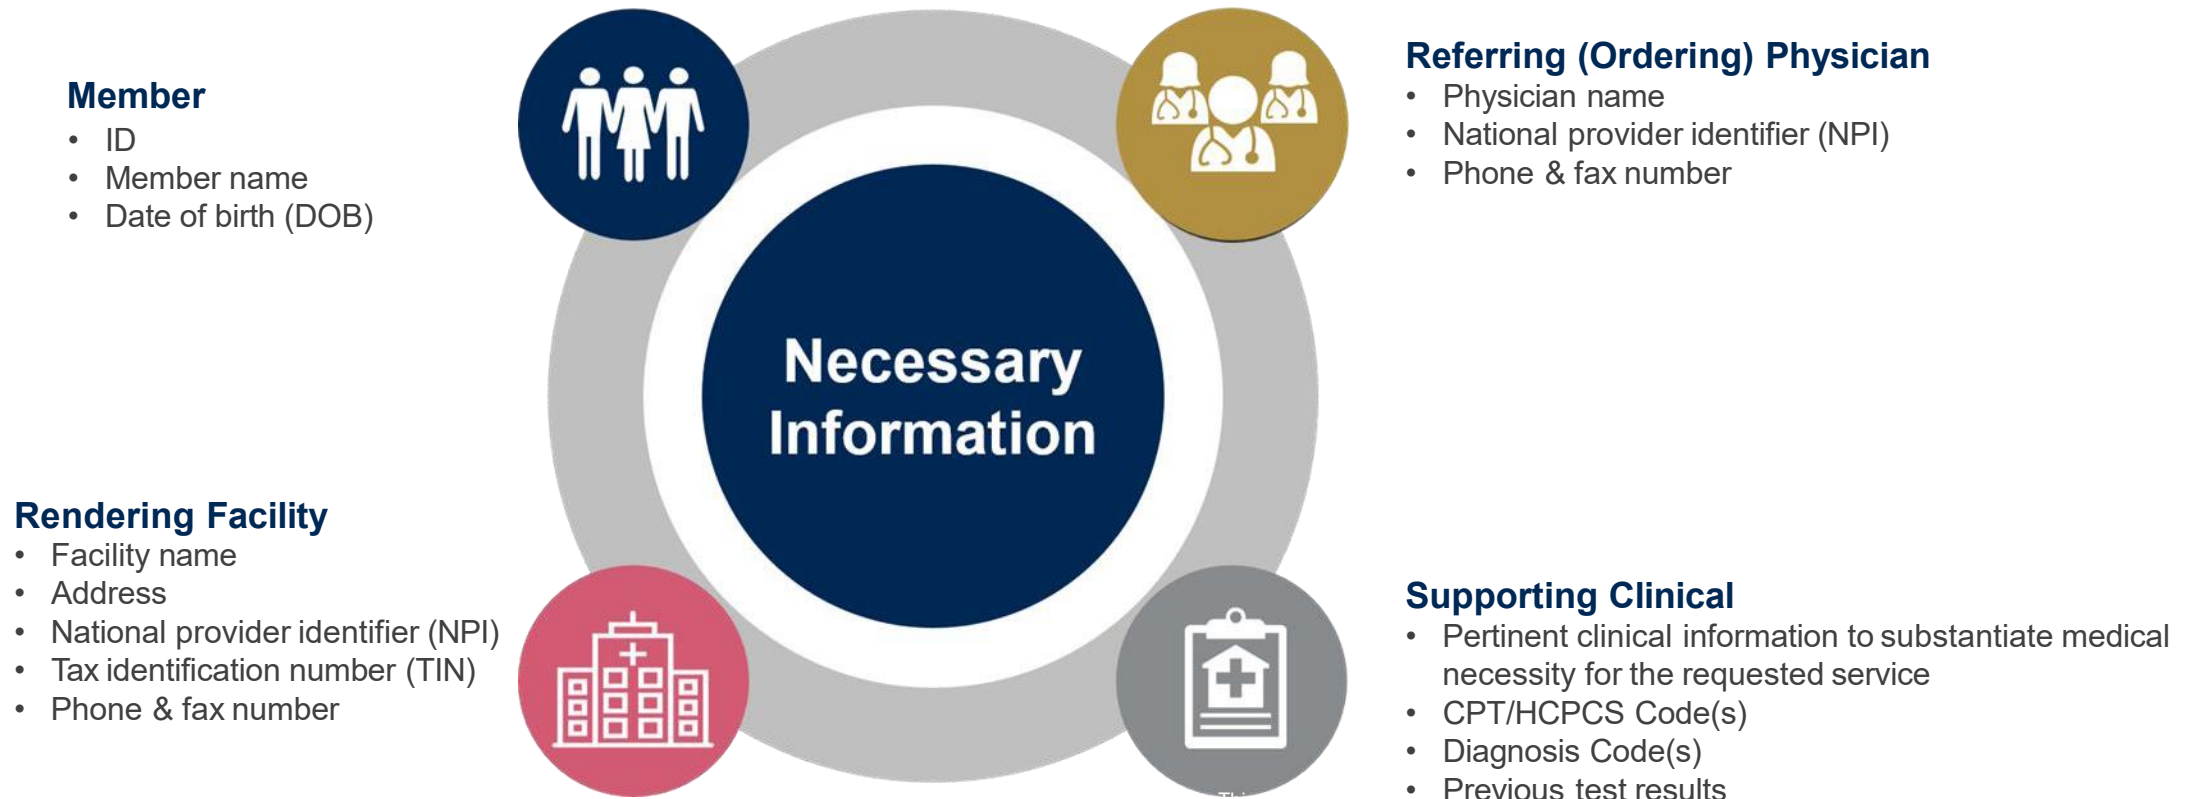 Member
• ID
• Member name
• Date of birth (DOB)
Referring (Ordering) Physician
• Physician name
• National provider identifier (NPI)
• Phone & fax number
Necessary
Information
Rendering Facility
• Facility name
• Address
• National provider identifier (NPI)
• Tax identification number (TIN)
• Phone & fax number
Supporting Clinical
• Pertinent clinical information to substantiate medical
necessity for the requested service
• CPT/HCPCS Code(s)
• Diagnosis Code(s)
• Previous test results